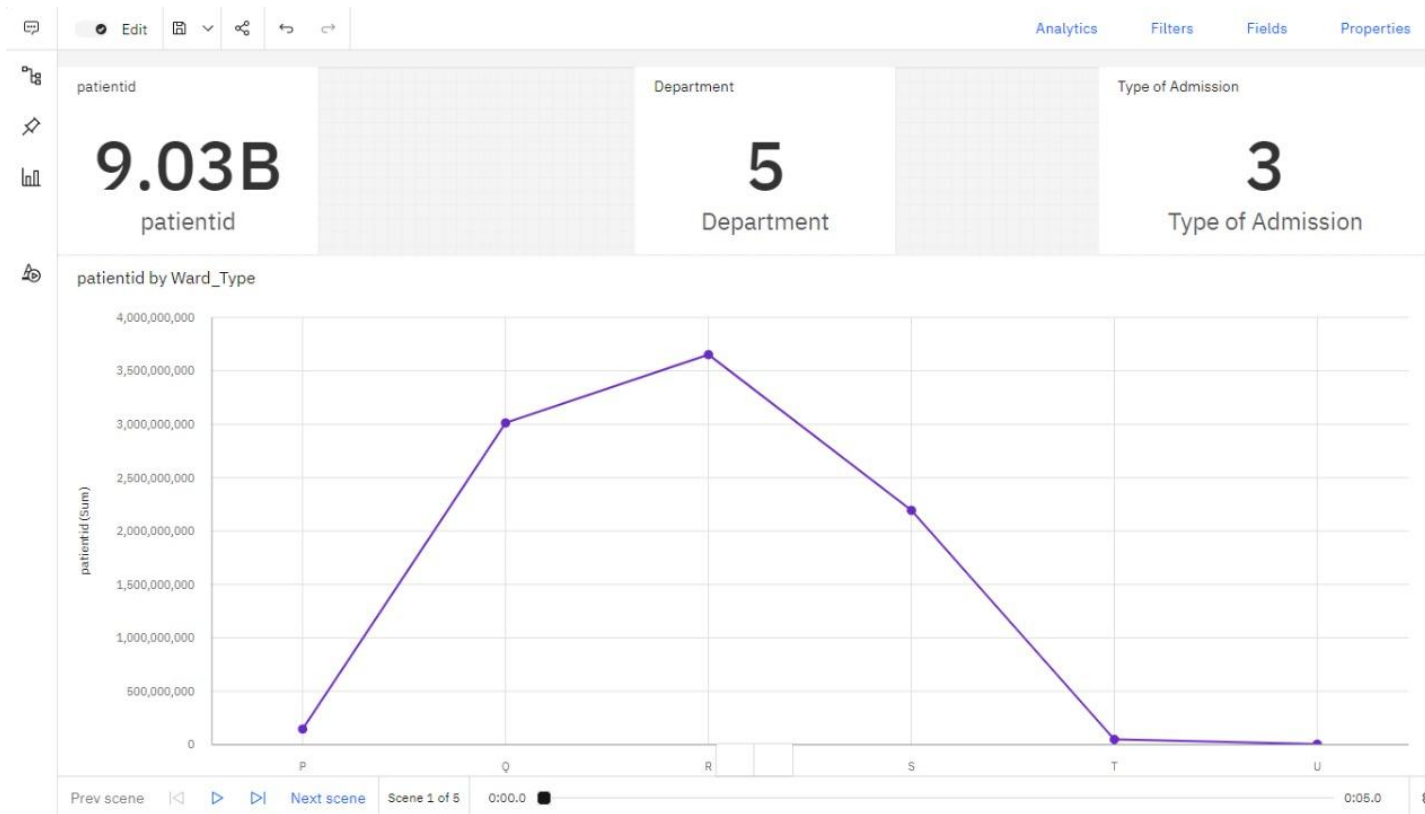 Edit
Analytics
Filters
Fields
Properties
patientid
9.03B
patientid
Department
5
Department
Type of Admission
3
Type of Admission
patientid by Ward_Type
patientid (Sum)
4,000,000,000
3,500,000,000
3,000,000,000
2,500,000,000
2,000,000,000
1,500,000,000
1,000,000,000
500,000,000
0
P
Q
R
S
T
U
Prev scene
Next scene
Scene 1 of 5
0:00.0
0:05.0